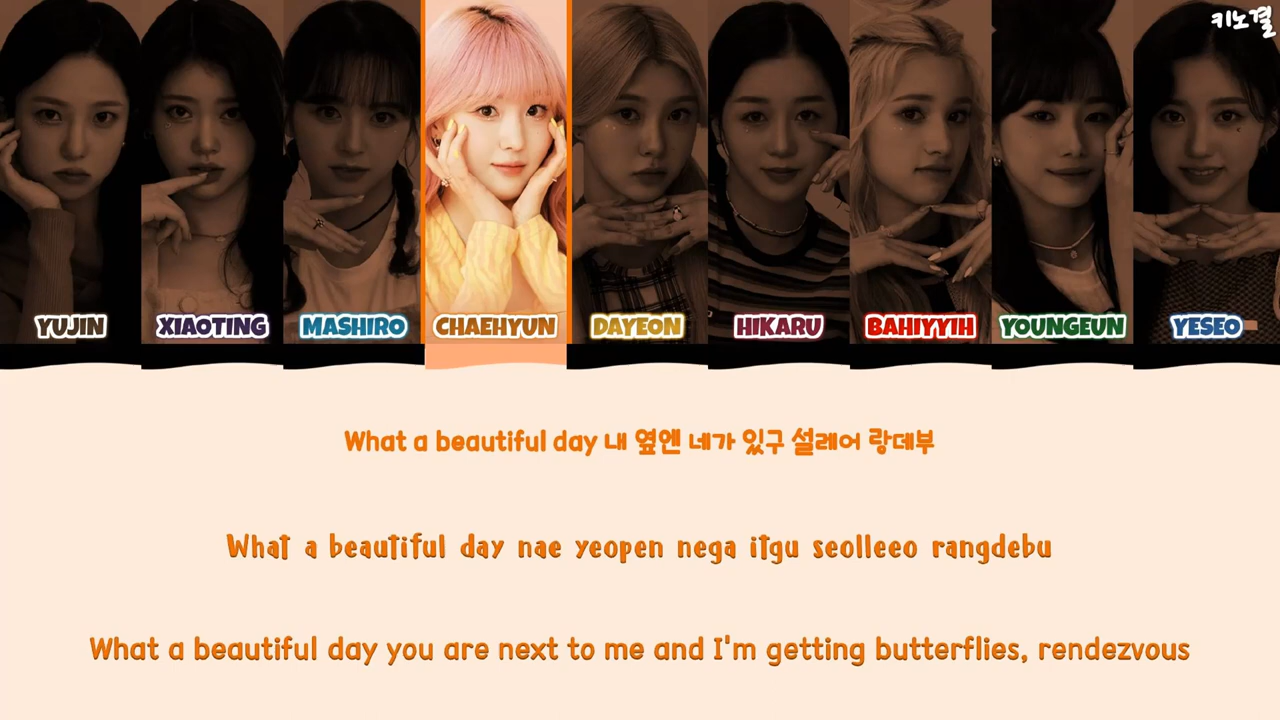 키노결
YUJIN XIAOTING MASHIRO CHAEHYUN DAYEON HIKARU BAHIYYIH YOUNGEUN YESEO
What a beautiful day 내 옆엔 네가 있구 설레어 랑데부
What a beautiful day nae yeopen nega itgu seolleeo rangdebu
What a beautiful day you are next to me and I'm getting butterflies, rendezvous